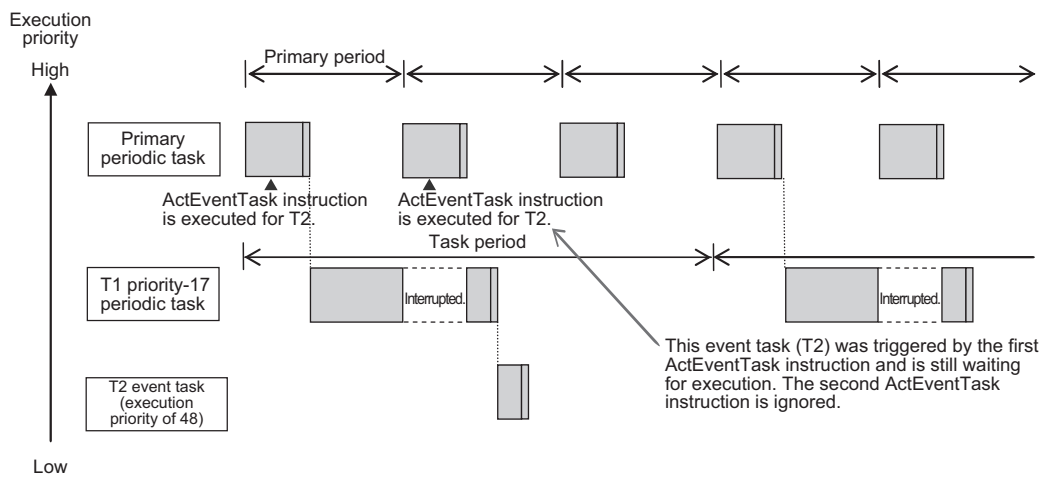 Execution
priority
High
Primary period
Primary
periodic task
ActEventTask instruction
is executed for T2.
ActEventTask instruction
is executed for T2.
Task period
T1 priority-17
periodic task
Interrupted.
Interrupted.
This event task (T2) was triggered by the first
ActEventTask instruction and is still waiting
for execution. The second ActEventTask
instruction is ignored.
T2 event task
(execution
priority of 48)
Low